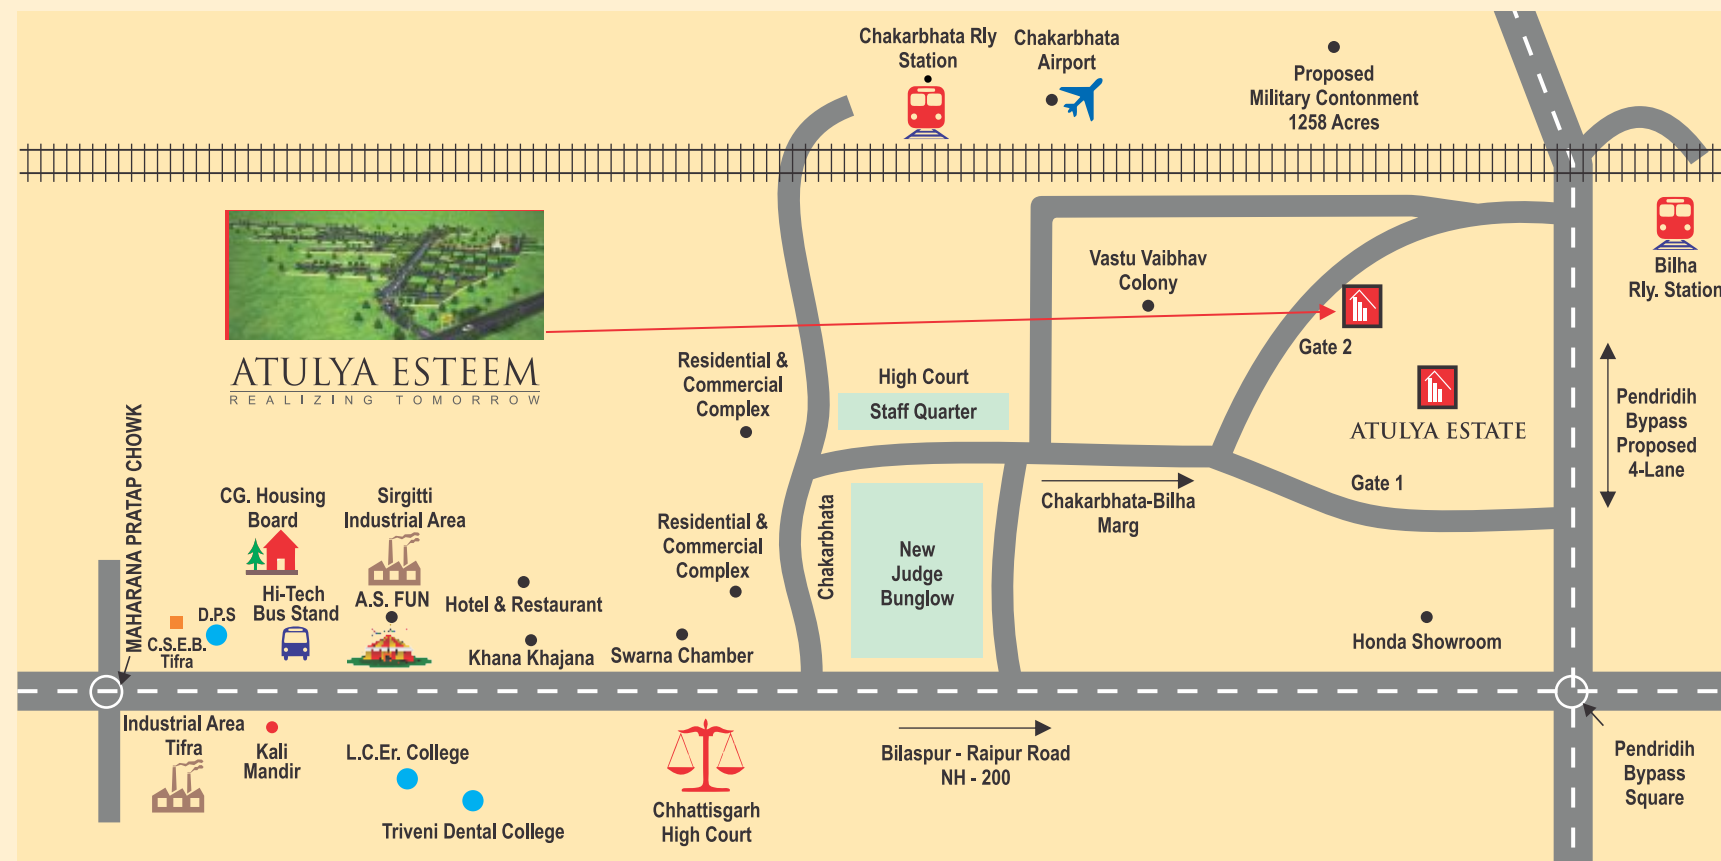 Chakarbhata Rly
Station
Chakarbhata
Airport
Proposed
Military Contonment
1258 Acres
Bilha
Rly. Station
Vastu Vaibhav
Colony
Gate 2
ATULYA ESTEEM
REALIZING TOMORROW
Residential &
Commercial
Complex
High Court
Staff Quarter
ATULYA ESTATE
Pendridih
Bypass
Proposed
4-Lane
Gate 1
MAHARANA PRATAP CHOWK
CG. Housing
Board
Sirgitti
Industrial Area
Chakarbhata-Bilha
Marg
Residential &
Commercial
Complex
Chakarbhata
New
Judge
Bunglow
Hi-Tech
Bus Stand
A.S. FUN
Hotel & Restaurant
D.P.S
C.S.E.B.
Tifra
Khana Khajana
Swarna Chamber
Honda Showroom
Industrial Area
Tifra
Kali
Mandir
L.C.Er. College
Triveni Dental College
Chhattisgarh
High Court
Bilaspur - Raipur Road
NH - 200
Pendridih
Bypass
Square